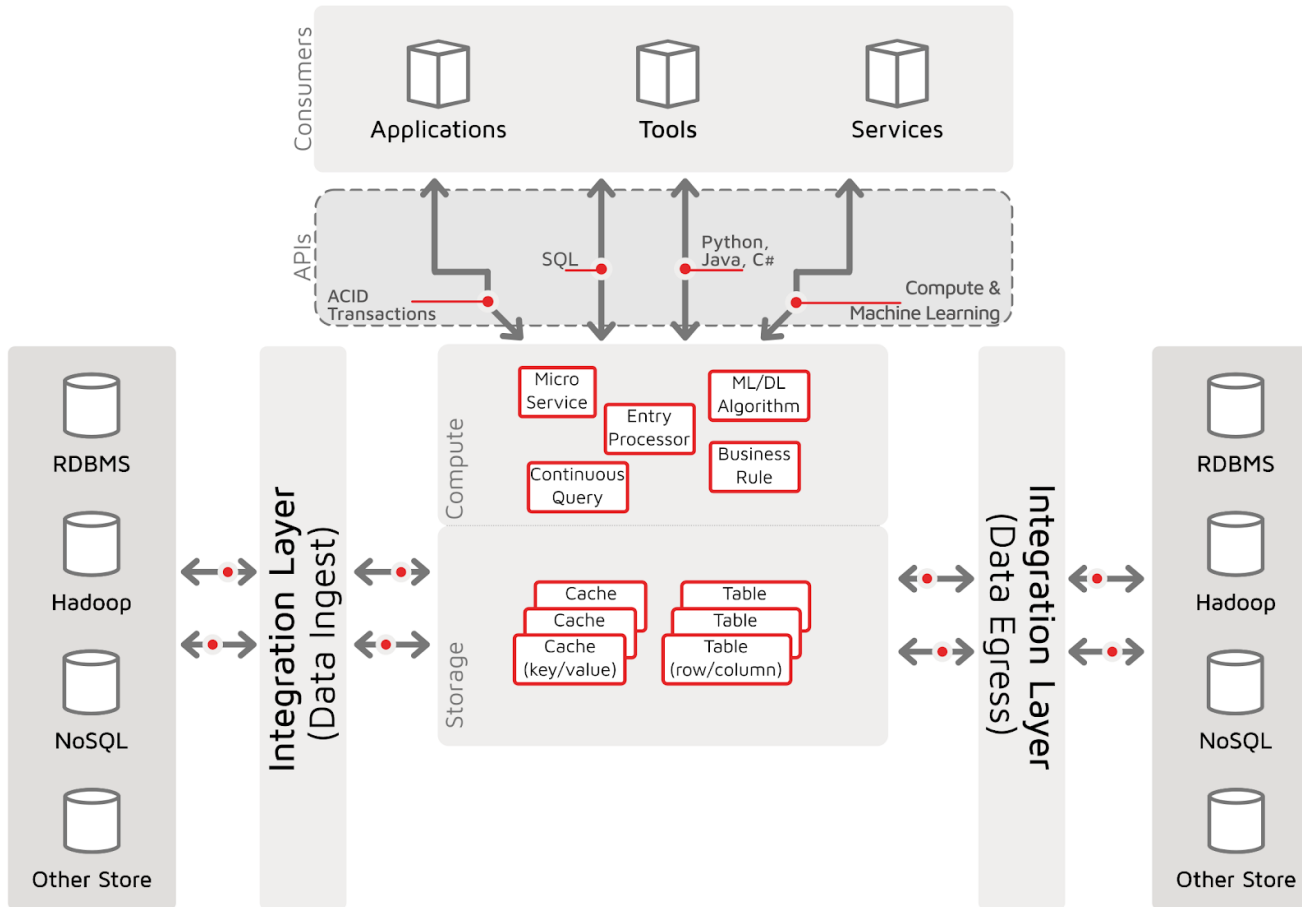 Consumers
Applications
Tools
Services
APIs
SQL
Python,
Java, C#
ACID
Transactions
Compute &
Machine Learning
RDBMS
Hadoop
NoSQL
Other Store
Integration Layer
(Data Ingest)
Compute
Micro
Service
ML/DL
Algorithm
Entry
Processor
Business
Rule
Continuous
Query
Storage
Cache
Cache
Cache
(key/value)
Table
Table
Table
(row/column)
Integration Layer
(Data Egress)
RDBMS
Hadoop
NoSQL
Other Store